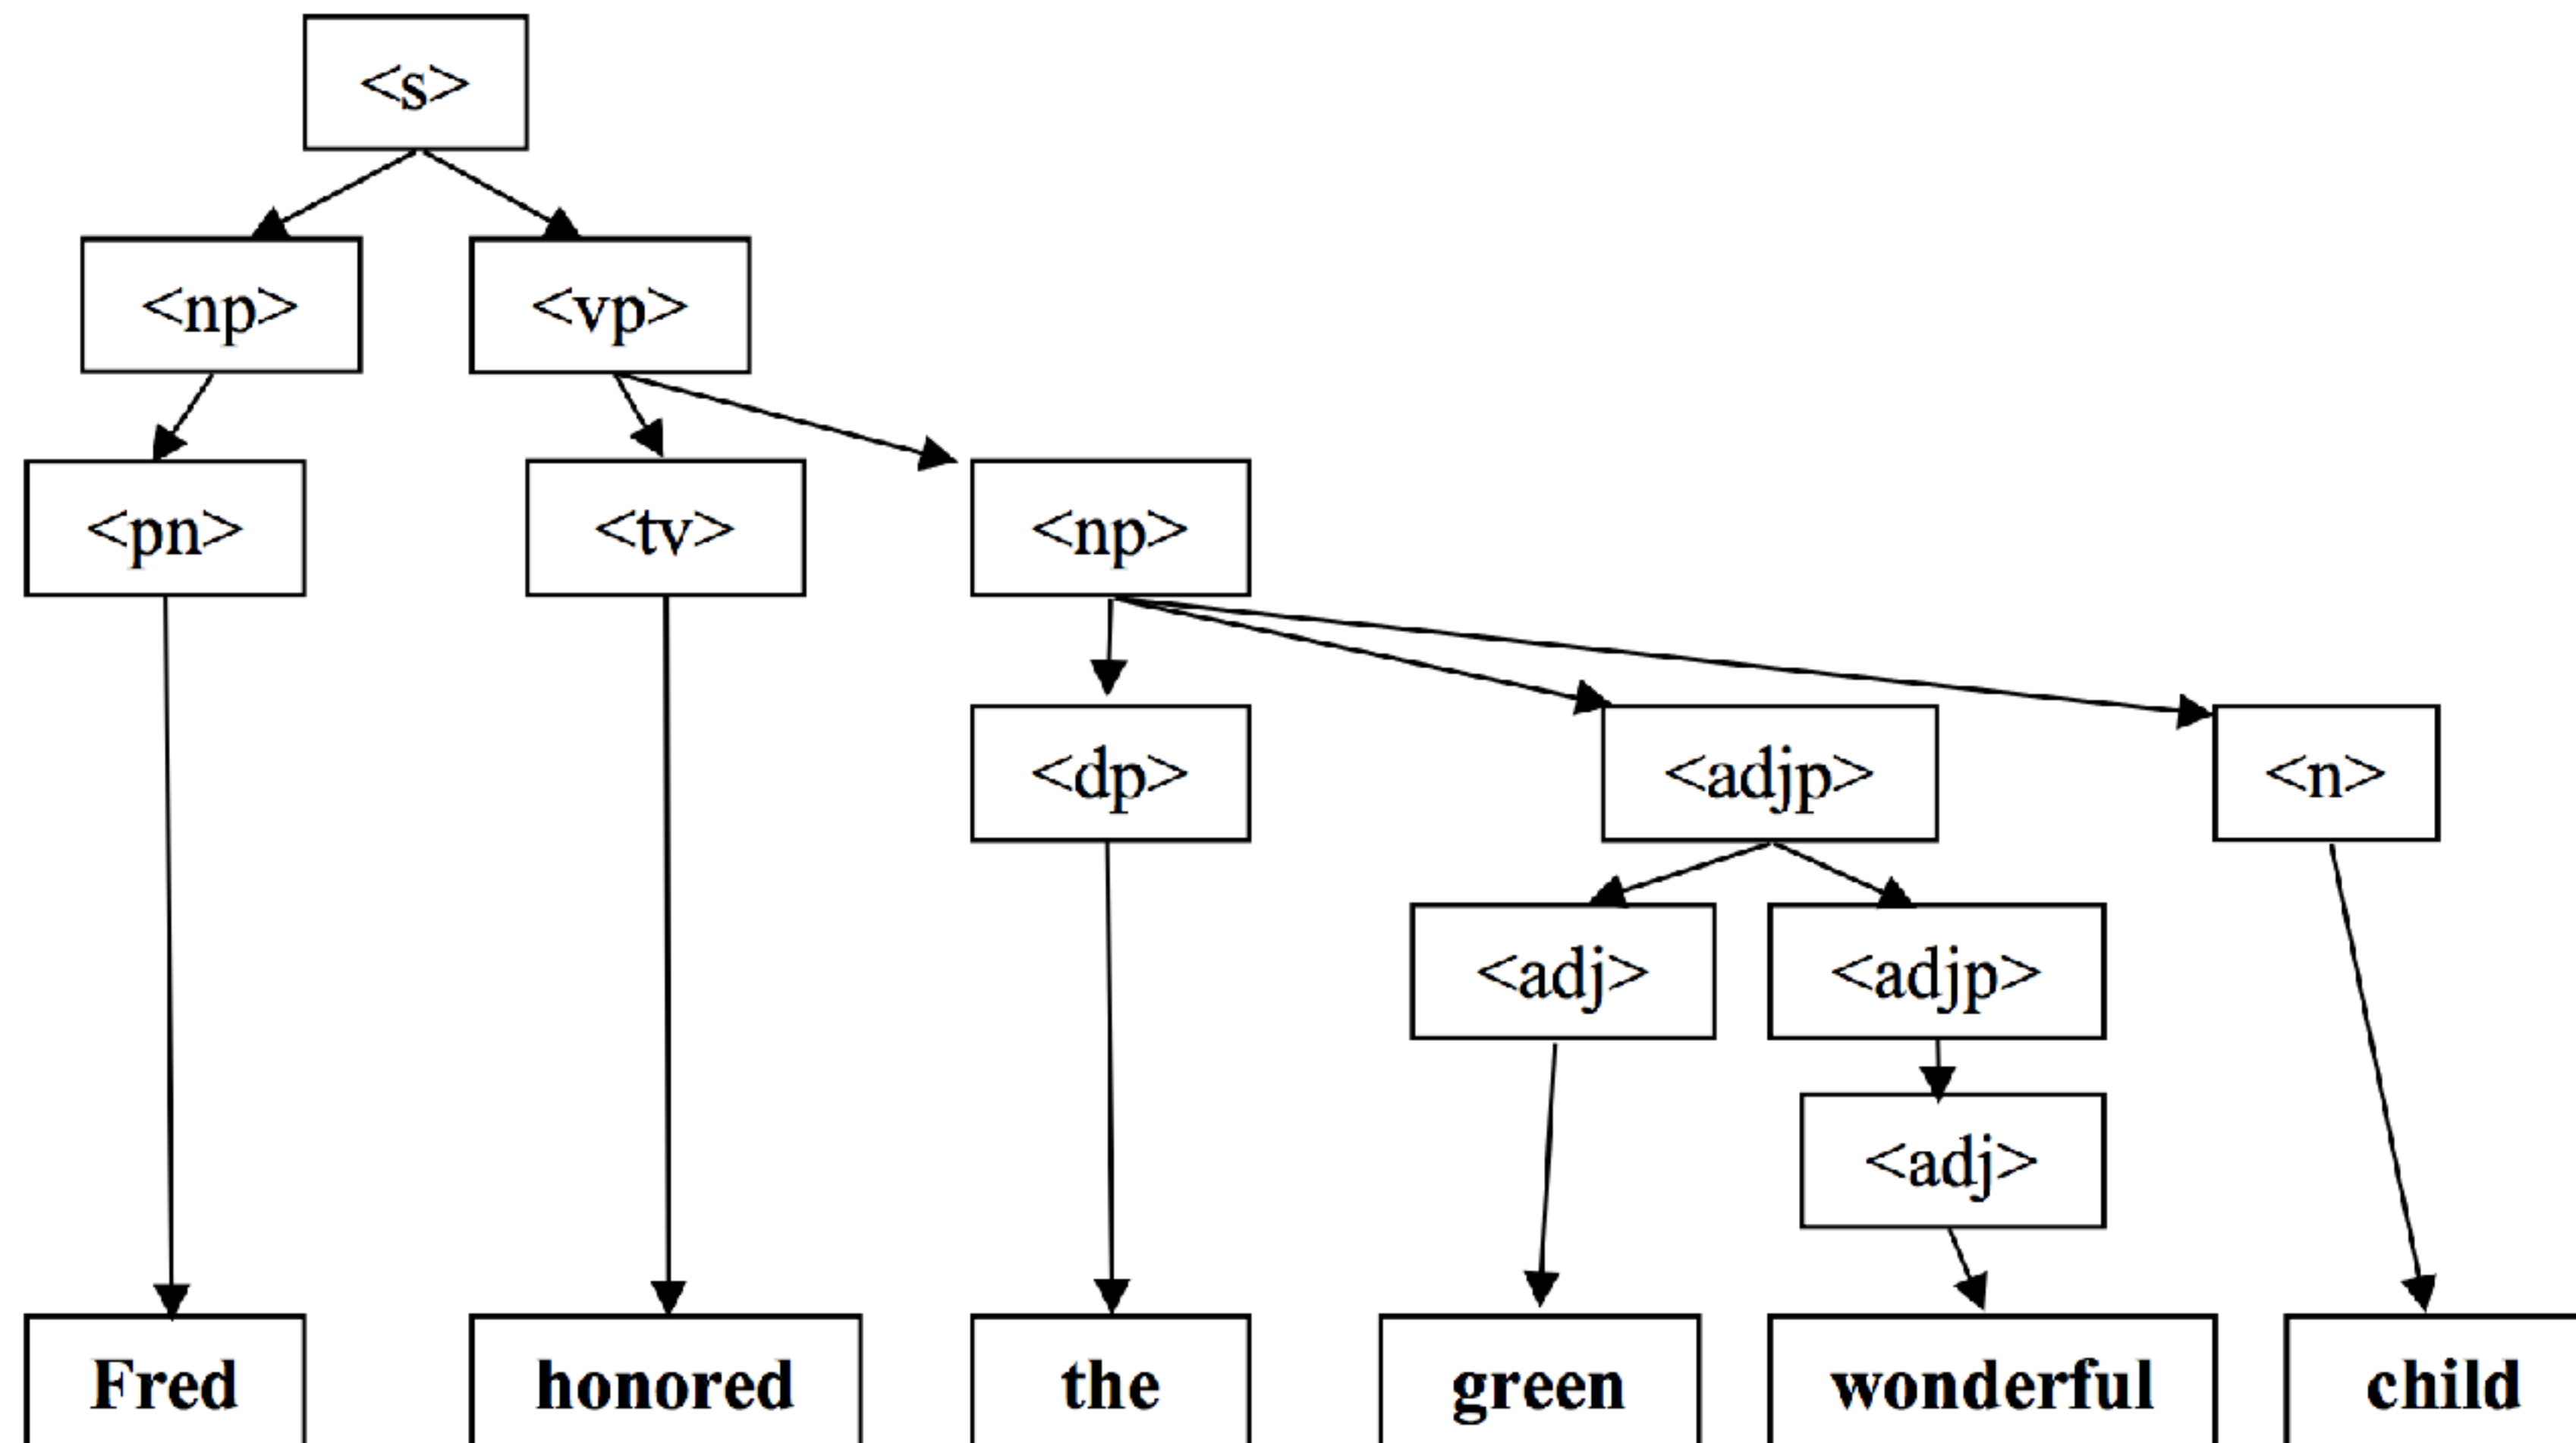 <s>
<np> <vp>
<pn> <tv> <np>
<dp> <adjp> <n>
<adj> <adjp>
<adj>
Fred honored the green wonderful child